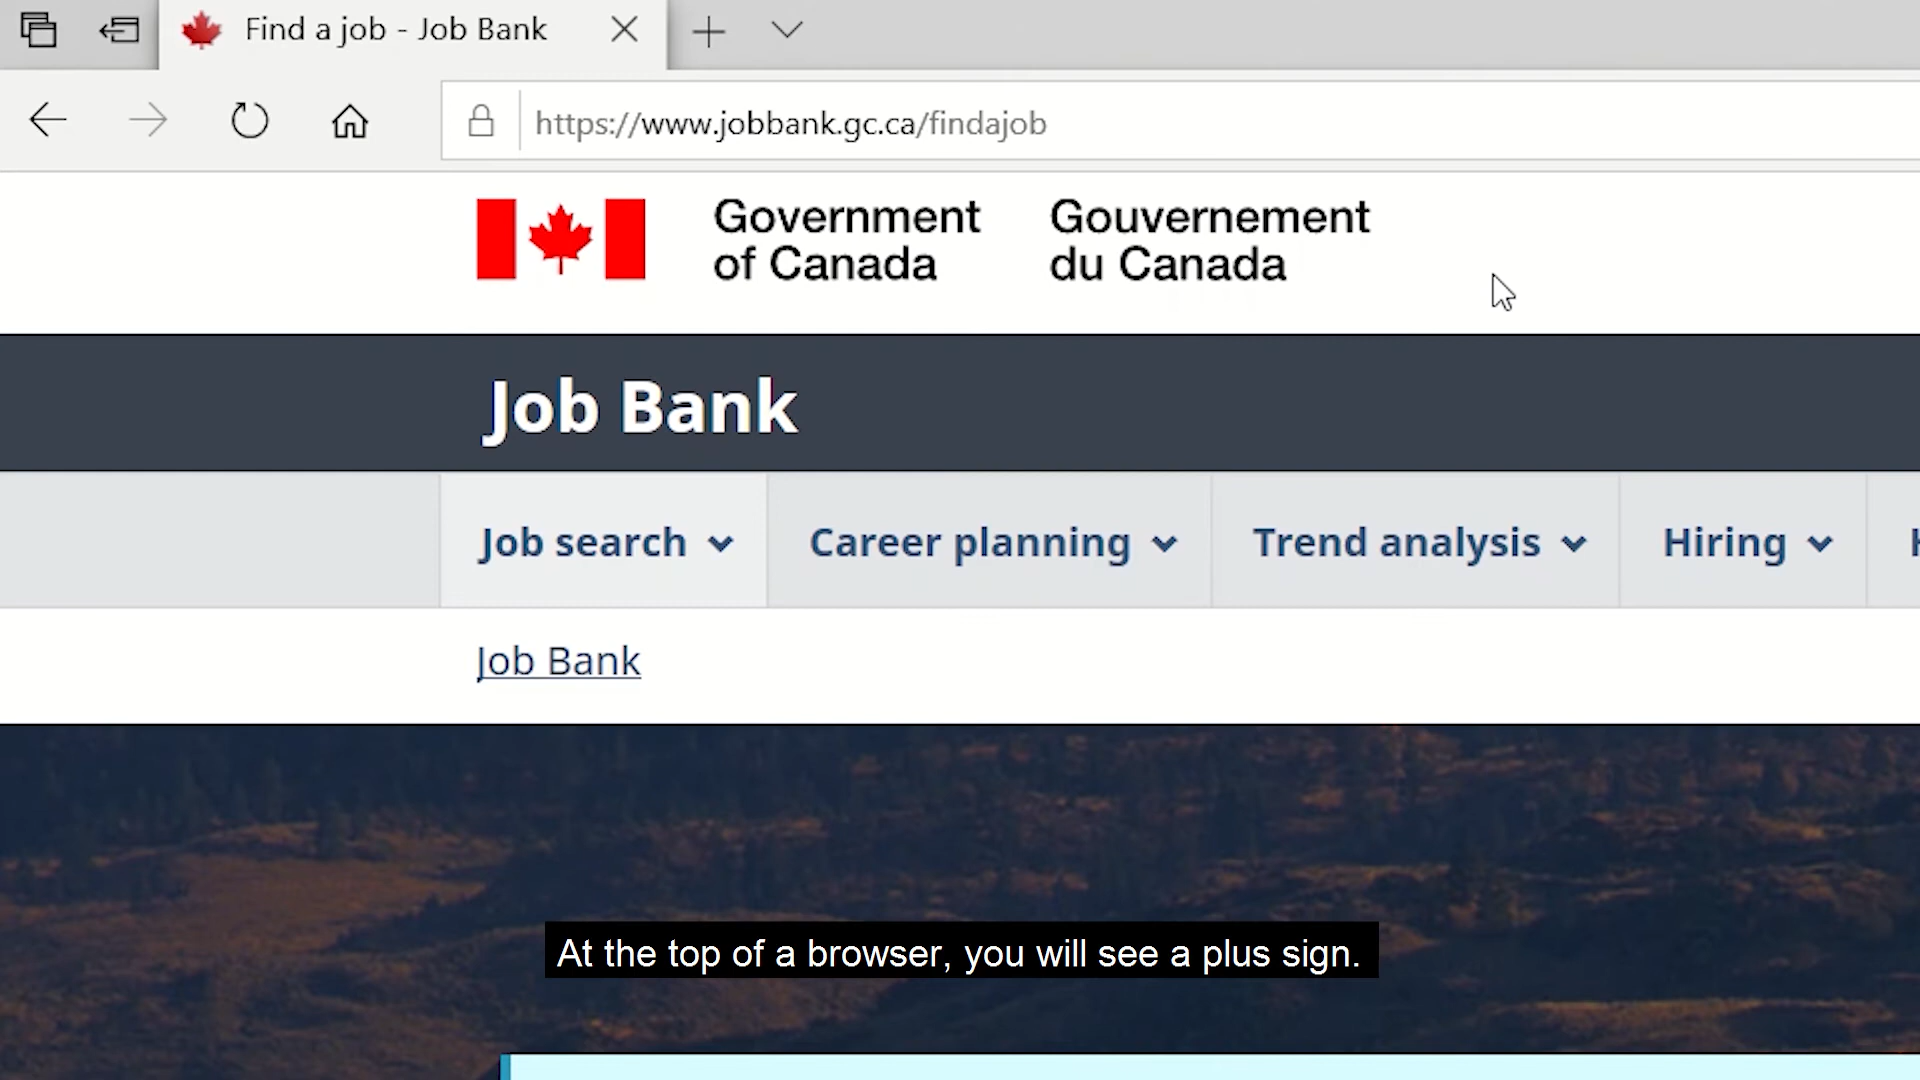 Find a job - Job Bank
https://www.jobbank.gc.ca/findajob
Government of Canada
Gouvernement du Canada
Job Bank
Job search
Career planning
Trend analysis
Hiring
Job Bank
At the top of a browser, you will see a plus sign.